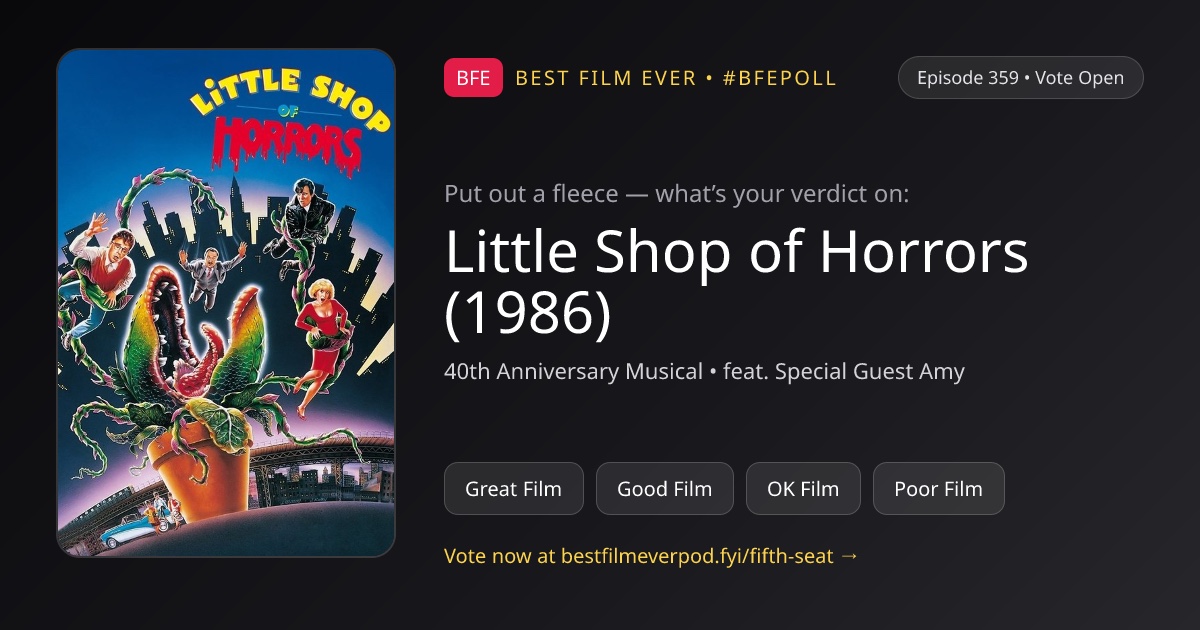 LiTTLE SHOP
OF
HORRORS
BFE BEST FILM EVER • #BFEPOLL
Episode 359 • Vote Open
Put out a fleece — what’s your verdict on:
Little Shop of Horrors
(1986)
40th Anniversary Musical • feat. Special Guest Amy
Great Film Good Film OK Film Poor Film
Vote now at bestfilmeverpod.fyi/fifth-seat →